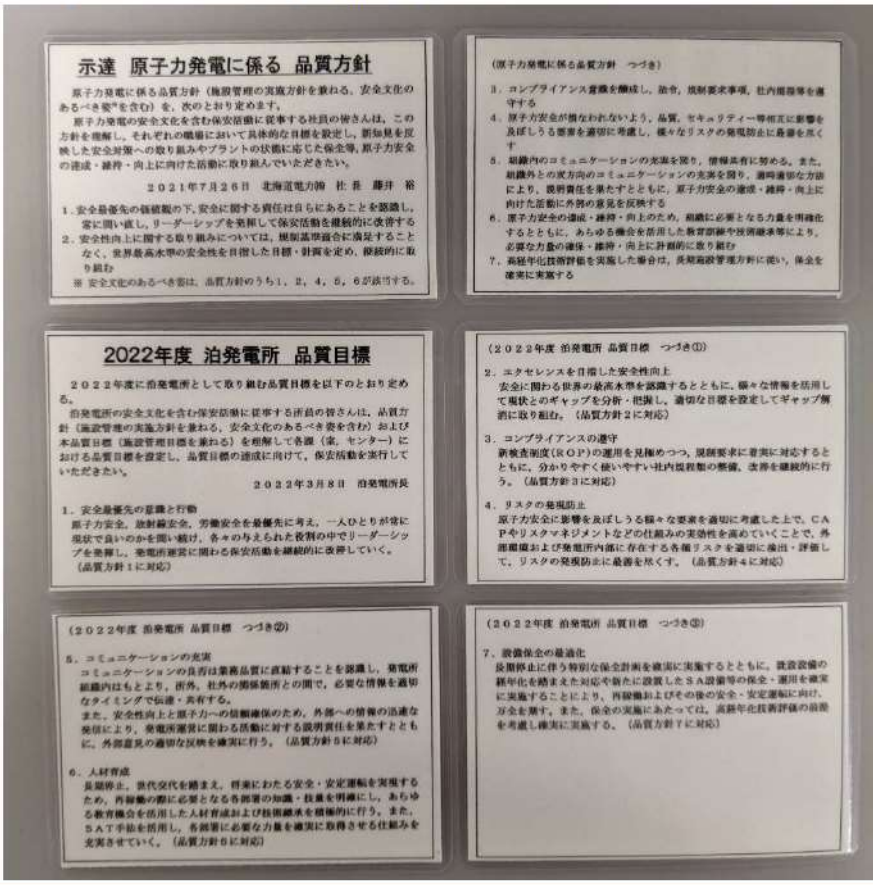 示達 原子力発電に係る 品質方針
原子力発電に係る品質方針(施設管理の実施方針を兼ねる、安全文化の
あるべき姿※を含む)を、次のとおり定めます。
原子力発電の安全文化を含む保安活動に従事する社員の皆さんは、この
方針を理解し、それぞれの職場において具体的な目標を設定し、新知見を反
映した安全対策への取り組みやプラントの状態に応じた保全等、原子力安全
の達成・維持・向上に向けた活動に取り組んでいただきたい。
2021年7月26日 北海道電力㈱ 社 長 藤井 裕
1.安全最優先の価値観の下、安全に関する責任は自らにあることを認識し、
常に問い直し、リーダーシップを発揮して保安活動を継続的に改善する
2.安全性向上に関する取り組みについては、規制基準適合に満足すること
なく、世界最高水準の安全性を目指した目標・計画を定め、継続的に取
り組む
※ 安全文化のあるべき姿は、品質方針のうち1,2,4,5,6が該当する。
(原子力発電に係る品質方針 つづき)
3.コンプライアンス意識を醸成し、法令、規制要求事項、社内規程等を遵
守する
4.原子力安全が損なわれないよう、品質、セキュリティー等相互に影響を
及ぼしうる要素を適切に考慮し、様々なリスクの発現防止に最善を尽く
す
5.組織内のコミュニケーションの充実を図り、情報共有に努める。また、
組織外との双方向のコミュニケーションの充実を図り、適時適切な方法
により、説明責任を果たすとともに、原子力安全の達成・維持・向上に
向けた活動に外部の意見を反映する
6.原子力安全の達成・維持・向上のため、組織に必要となる力量を明確化
するとともに、あらゆる機会を活用した教育訓練や技術継承等により、
必要な力量の確保・維持・向上に計画的に取り組む
7.高経年化技術評価を実施した場合は、長期施設管理方針に従い、保全を
確実に実施する
2022年度 泊発電所 品質目標
2022年度に泊発電所として取り組む品質目標を以下のとおり定め
る。
泊発電所の安全文化を含む保安活動に従事する所員の皆さんは、品質方
針(施設管理の実施方針を兼ねる、安全文化のあるべき姿を含む)および
本品質目標(施設管理目標を兼ねる)を理解して各課(室、センター)に
おける品質目標を設定し、品質目標の達成に向けて、保安活動を実行して
いただきたい。
2022年3月8日 泊発電所長
1.安全最優先の意識と行動
原子力安全、放射線安全、労働安全を最優先に考え、一人ひとりが常に
現状で良いのかを問い続け、各々の与えられた役割の中でリーダーシッ
プを発揮し、発電所運営に関わる保安活動を継続的に改善していく。
(品質方針1に対応)
(2022年度 泊発電所 品質目標 つづき①)
2.エクセレンスを目指した安全性向上
安全に関わる世界の最高水準を認識するとともに、様々な情報を活用し
て現状とのギャップを分析・把握し、適切な目標を設定してギャップ解
消に取り組む。(品質方針2に対応)
3.コンプライアンスの遵守
新検査制度(ROP)の運用を見極めつつ、規制要求に着実に対応すると
ともに、分かりやすく使いやすい社内規程類の整備、改善を継続的に行
う。(品質方針3に対応)
4.リスクの発現防止
原子力安全に影響を及ぼしうる様々な要素を適切に考慮した上で、CA
Pやリスクマネジメントなどの仕組みの実効性を高めていくことで、外
部環境および発電所内部に存在する各種リスクを適切に抽出・評価し
て、リスクの発現防止に最善を尽くす。(品質方針4に対応)
(2022年度 泊発電所 品質目標 つづき②)
5.コミュニケーションの充実
コミュニケーションの良否は業務品質に直結することを認識し、発電所
組織内はもとより、所外、社外の関係箇所との間で、必要な情報を適切
なタイミングで伝達・共有する。
また、安全性向上と原子力への信頼確保のため、外部への情報の迅速な
発信により、発電所運営に関わる活動に対する説明責任を果たすととも
に、外部意見の適切な反映を確実に行う。(品質方針5に対応)
6.人材育成
長期停止、世代交代を踏まえ、将来にわたる安全・安定運転を実現する
ため、再稼働の際に必要となる各部署の知識・技量を明確にし、あらゆ
る教育機会を活用した人材育成および技術継承を積極的に行う。また、
SAT手法を活用し、各部署に必要な力量を確実に取得させる仕組みを
充実させていく。(品質方針6に対応)
(2022年度 泊発電所 品質目標 つづき③)
7.設備保全の最適化
長期停止に伴う特別な保全計画を確実に実施するとともに、既設設備の
経年化を踏まえた対応や新たに設置したSA設備等の保全・運用を確実
に実施することにより、再稼働およびその後の安全・安定運転に向け、
万全を期す。また、保全の実施にあたっては、高経年化技術評価の前提
を考慮し確実に実施する。(品質方針7に対応)